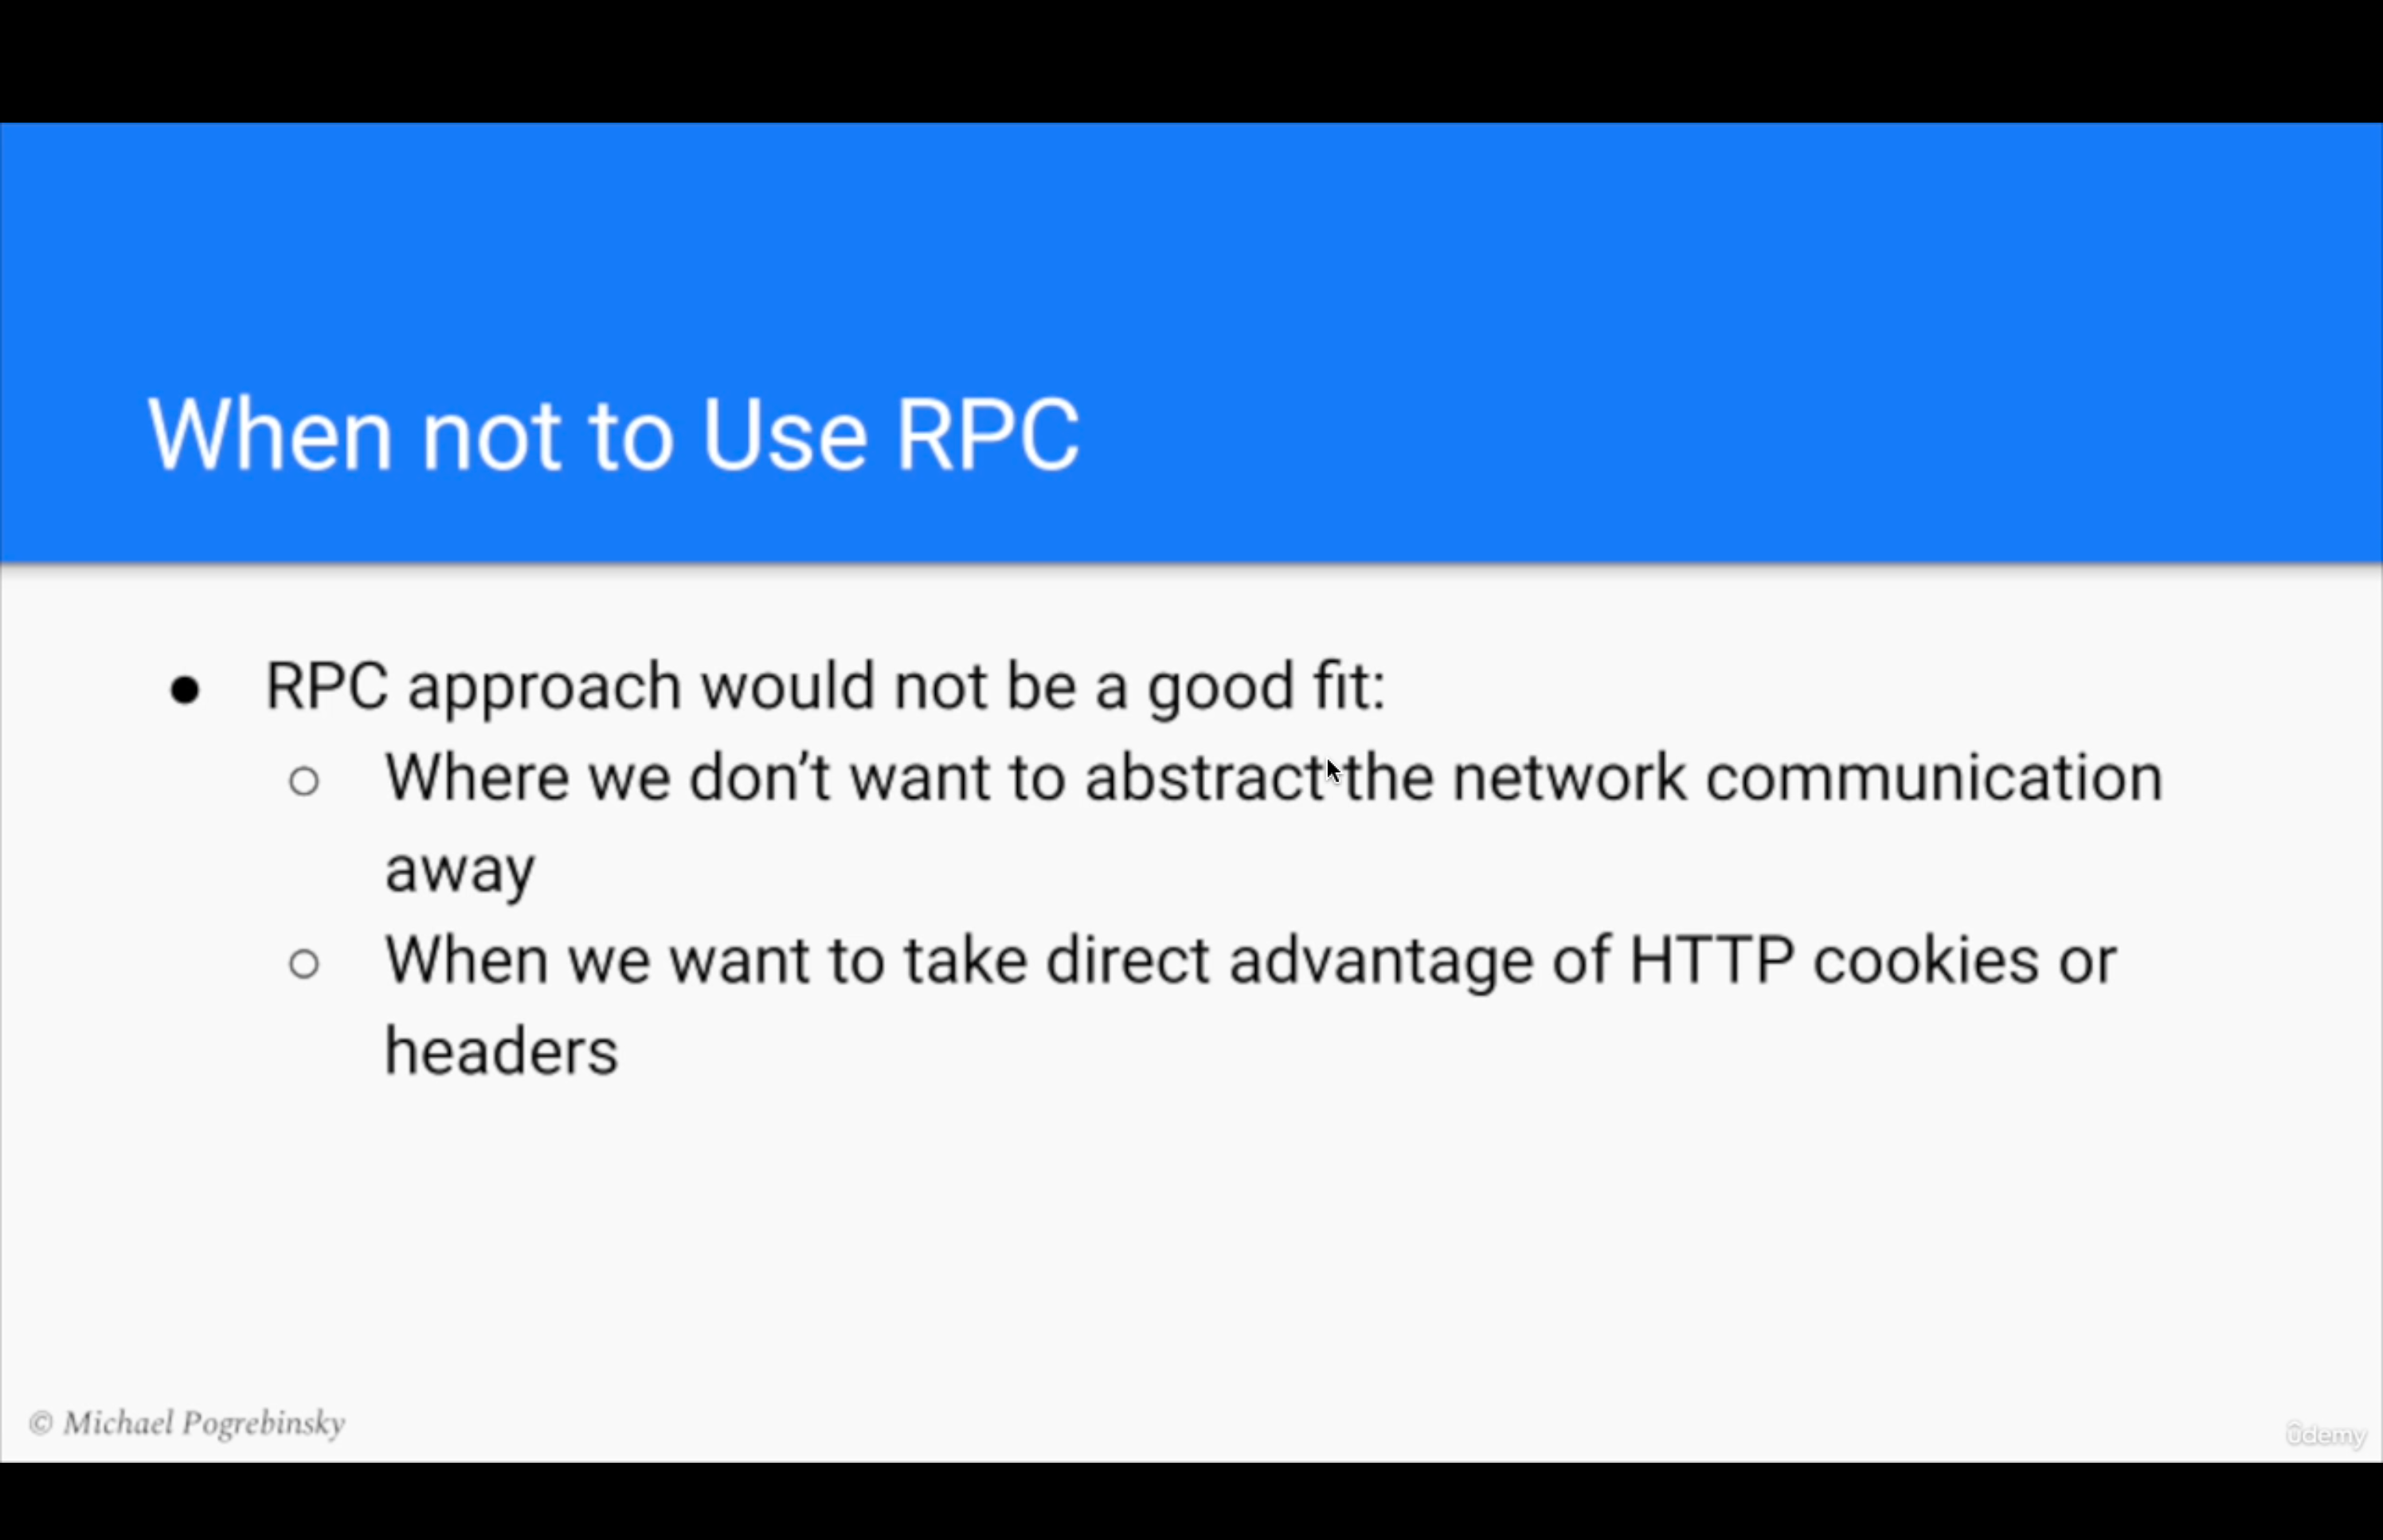 When not to Use RPC
● RPC approach would not be a good fit:
○ Where we don’t want to abstract the network communication
away
○ When we want to take direct advantage of HTTP cookies or
headers
© Michael Pogrebinsky
ûdemy